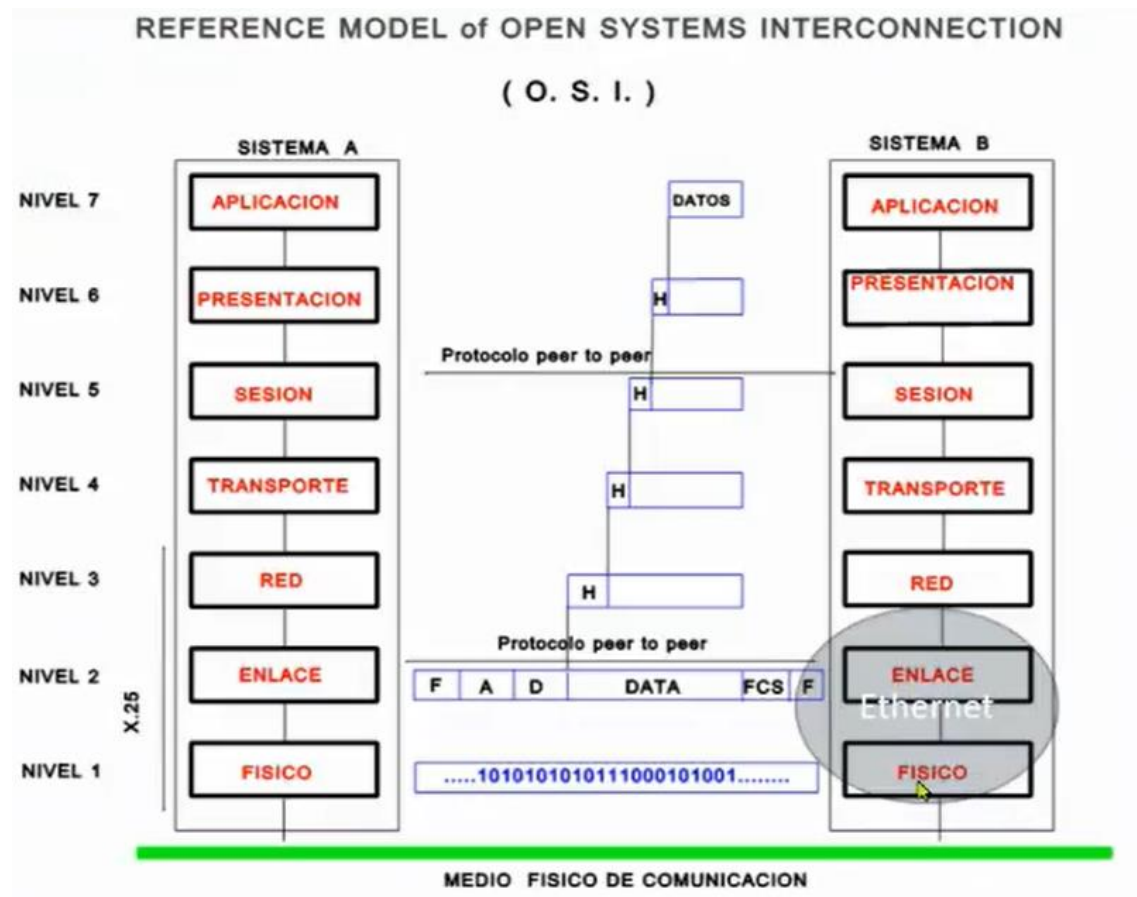 REFERENCE MODEL of OPEN SYSTEMS INTERCONNECTION
( O. S. I. )
SISTEMA A
SISTEMA B
NIVEL 7
APLICACION
DATOS
APLICACION
NIVEL 6
PRESENTACION
H
PRESENTACION
Protocolo peer to peer
NIVEL 5
SESION
H
SESION
NIVEL 4
TRANSPORTE
H
TRANSPORTE
NIVEL 3
RED
H
RED
Protocolo peer to peer
NIVEL 2
ENLACE
F A D DATA FCS F
ENLACE
Ethernet
X.25
NIVEL 1
FISICO
.....1010101010111000101001........
FISICO
MEDIO FISICO DE COMUNICACION